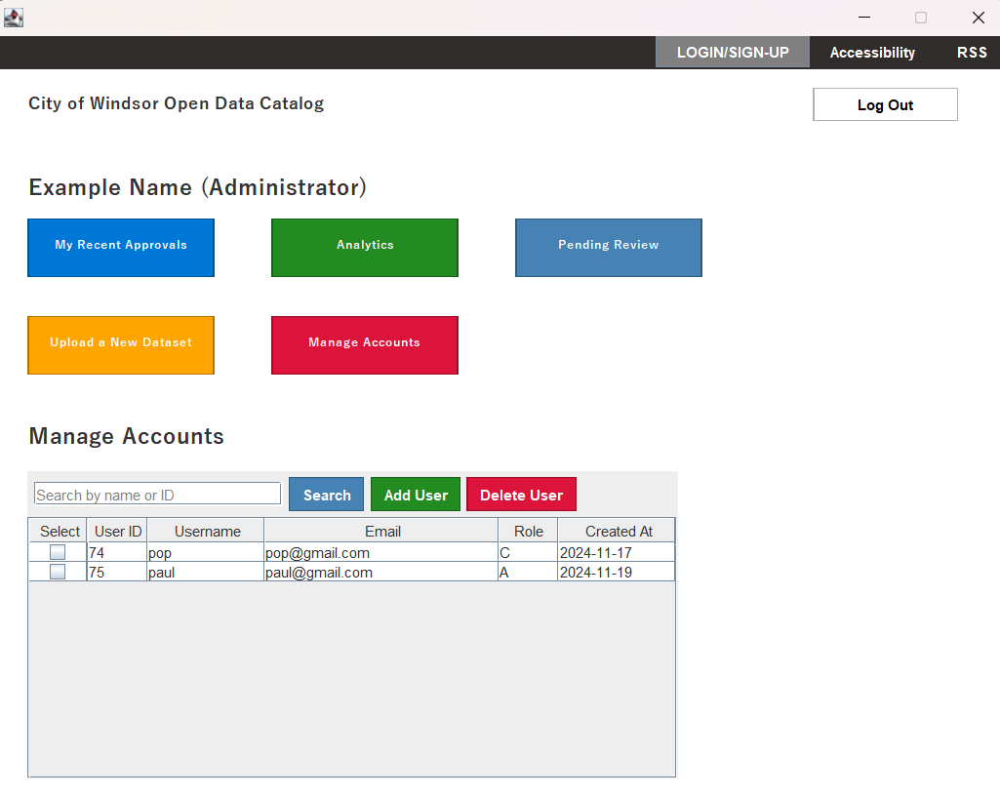 LOGIN/SIGN-UP Accessibility RSS
City of Windsor Open Data Catalog Log Out
Example Name (Administrator)
My Recent Approvals Analytics Pending Review
Upload a New Dataset Manage Accounts
Manage Accounts
Search by name or ID Search Add User Delete User
Select User ID Username Email Role Created At
74 pop pop@gmail.com C 2024-11-17
75 paul paul@gmail.com A 2024-11-19